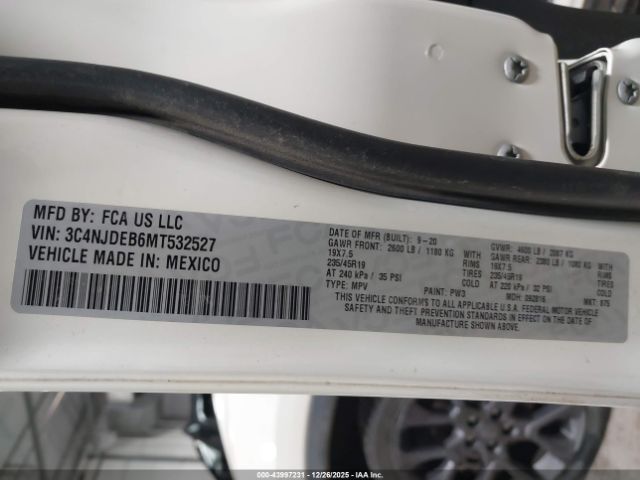 MFD BY: FCA US LLC
VIN: 3C4NJDEB6MT532527
VEHICLE MADE IN: MEXICO
DATE OF MFR (BUILT): 9-20
GAWR FRONT: 2600 LB / 1180 KG WITH
19X7.5 RIMS
235/45R19 TIRES
AT 240 kPa / 35 PSI COLD
TYPE: MPV PAINT: PW3
GVWR: 4600 LB / 2087 KG
GAWR REAR: 2380 LB / 1080 KG WITH
19X7.5 RIMS
235/45R19 TIRES
AT 220 kPa / 32 PSI COLD
MDH: 092816 MKT: 875
THIS VEHICLE CONFORMS TO ALL APPLICABLE U.S.A. FEDERAL MOTOR VEHICLE
SAFETY AND THEFT PREVENTION STANDARDS IN EFFECT ON THE DATE OF
MANUFACTURE SHOWN ABOVE.
000-43997231 - 12/26/2025 - IAA Inc.